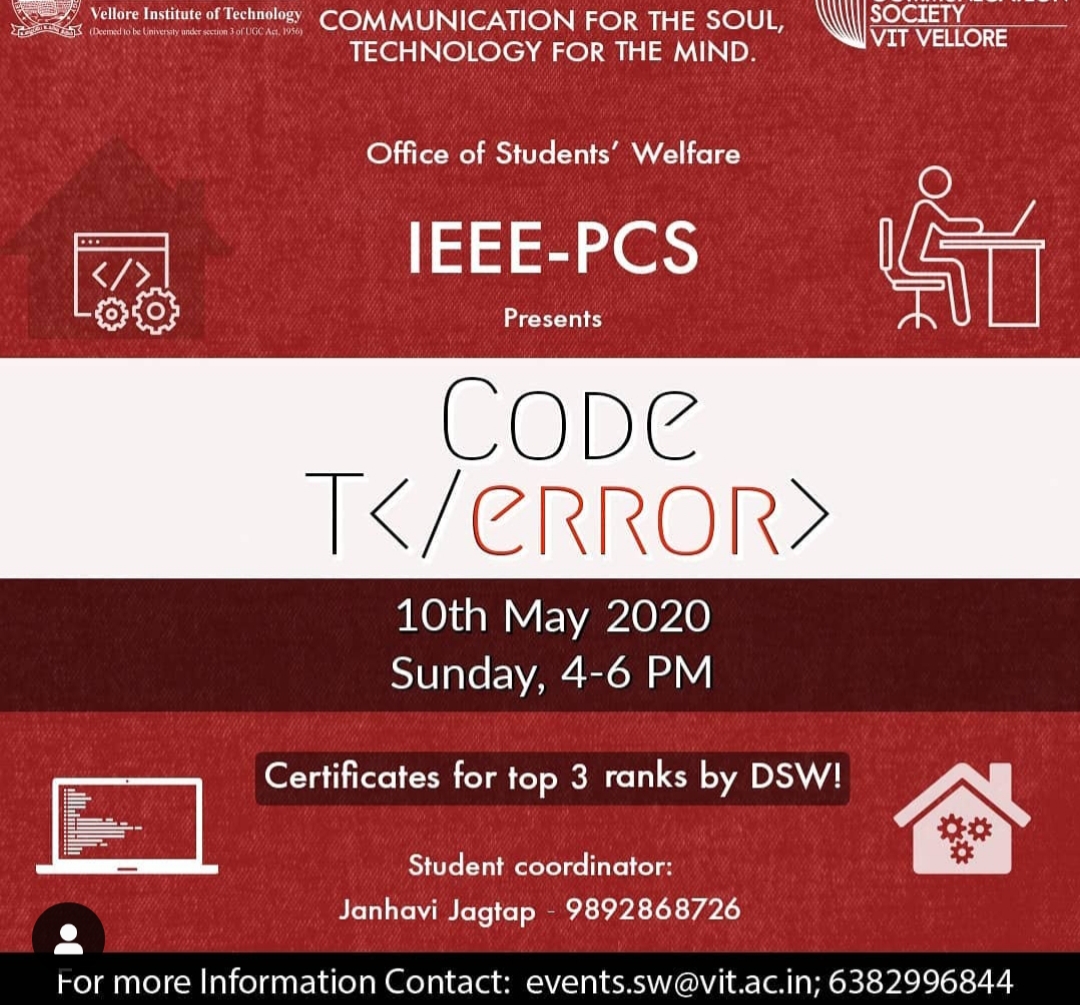 Vellore Institute of Technology
(Deemed to be University under section 3 of UGC Act, 1956)
COMMUNICATION FOR THE SOUL,
TECHNOLOGY FOR THE MIND.
SOCIETY
VIT VELLORE
Office of Students' Welfare
IEEE-PCS
Presents
</>
CODE
T</ERROR>
10th May 2020
Sunday, 4-6 PM
Certificates for top 3 ranks by DSW!
Student coordinator:
Janhavi Jagtap - 9892868726
For more Information Contact: events.sw@vit.ac.in; 6382996844